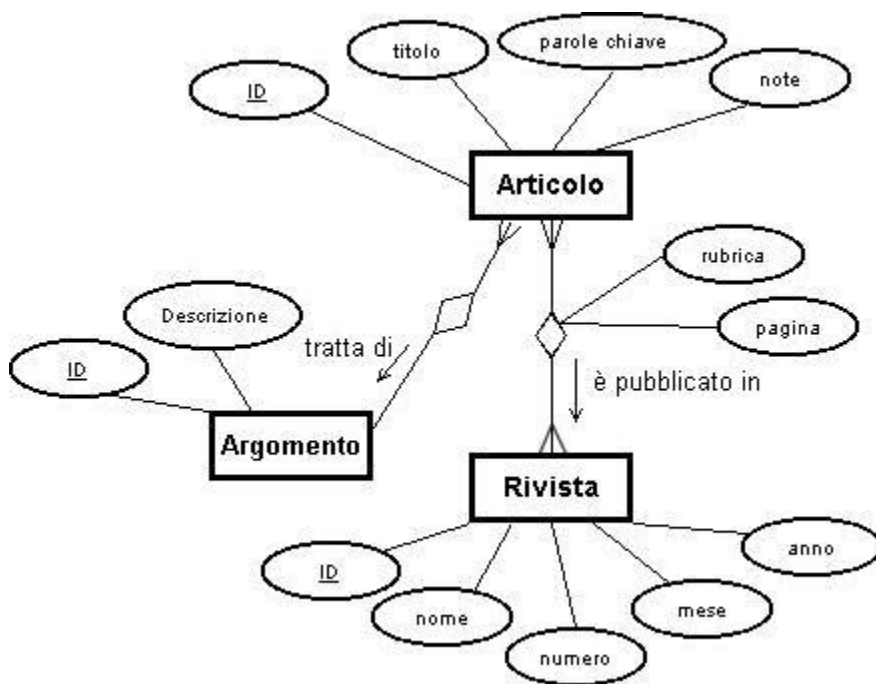 titolo
parole chiave
ID
note
Articolo
rubrica
Descrizione
pagina
tratta di
ID
è pubblicato in
Argomento
Rivista
anno
ID
nome
mese
numero